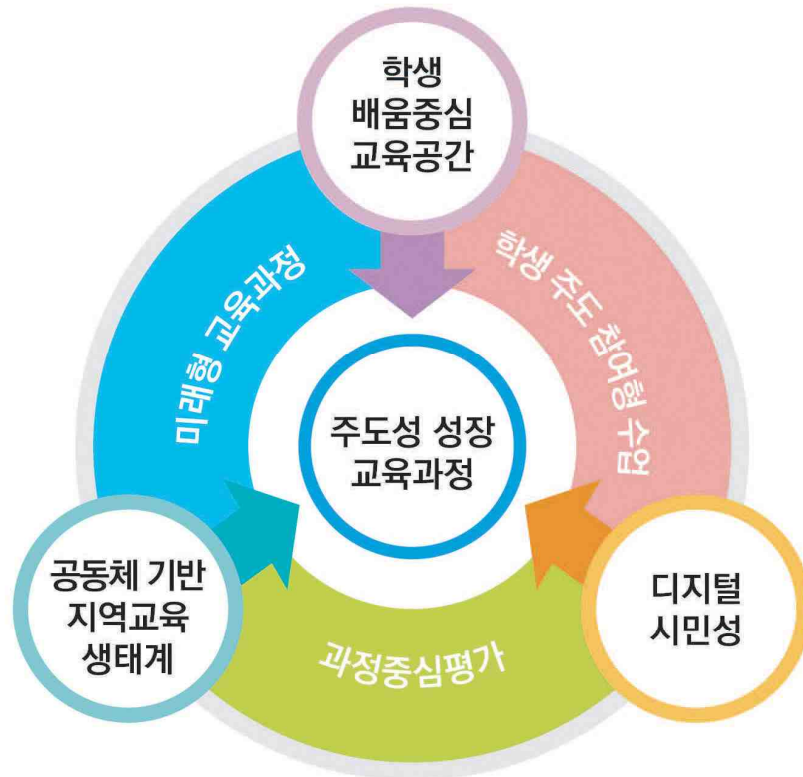 학생
배움중심
교육공간
미래형 교육과정
학생 주도 참여형 수업
주도성 성장
교육과정
공동체 기반
지역교육
생태계
디지털
시민성
과정중심평가